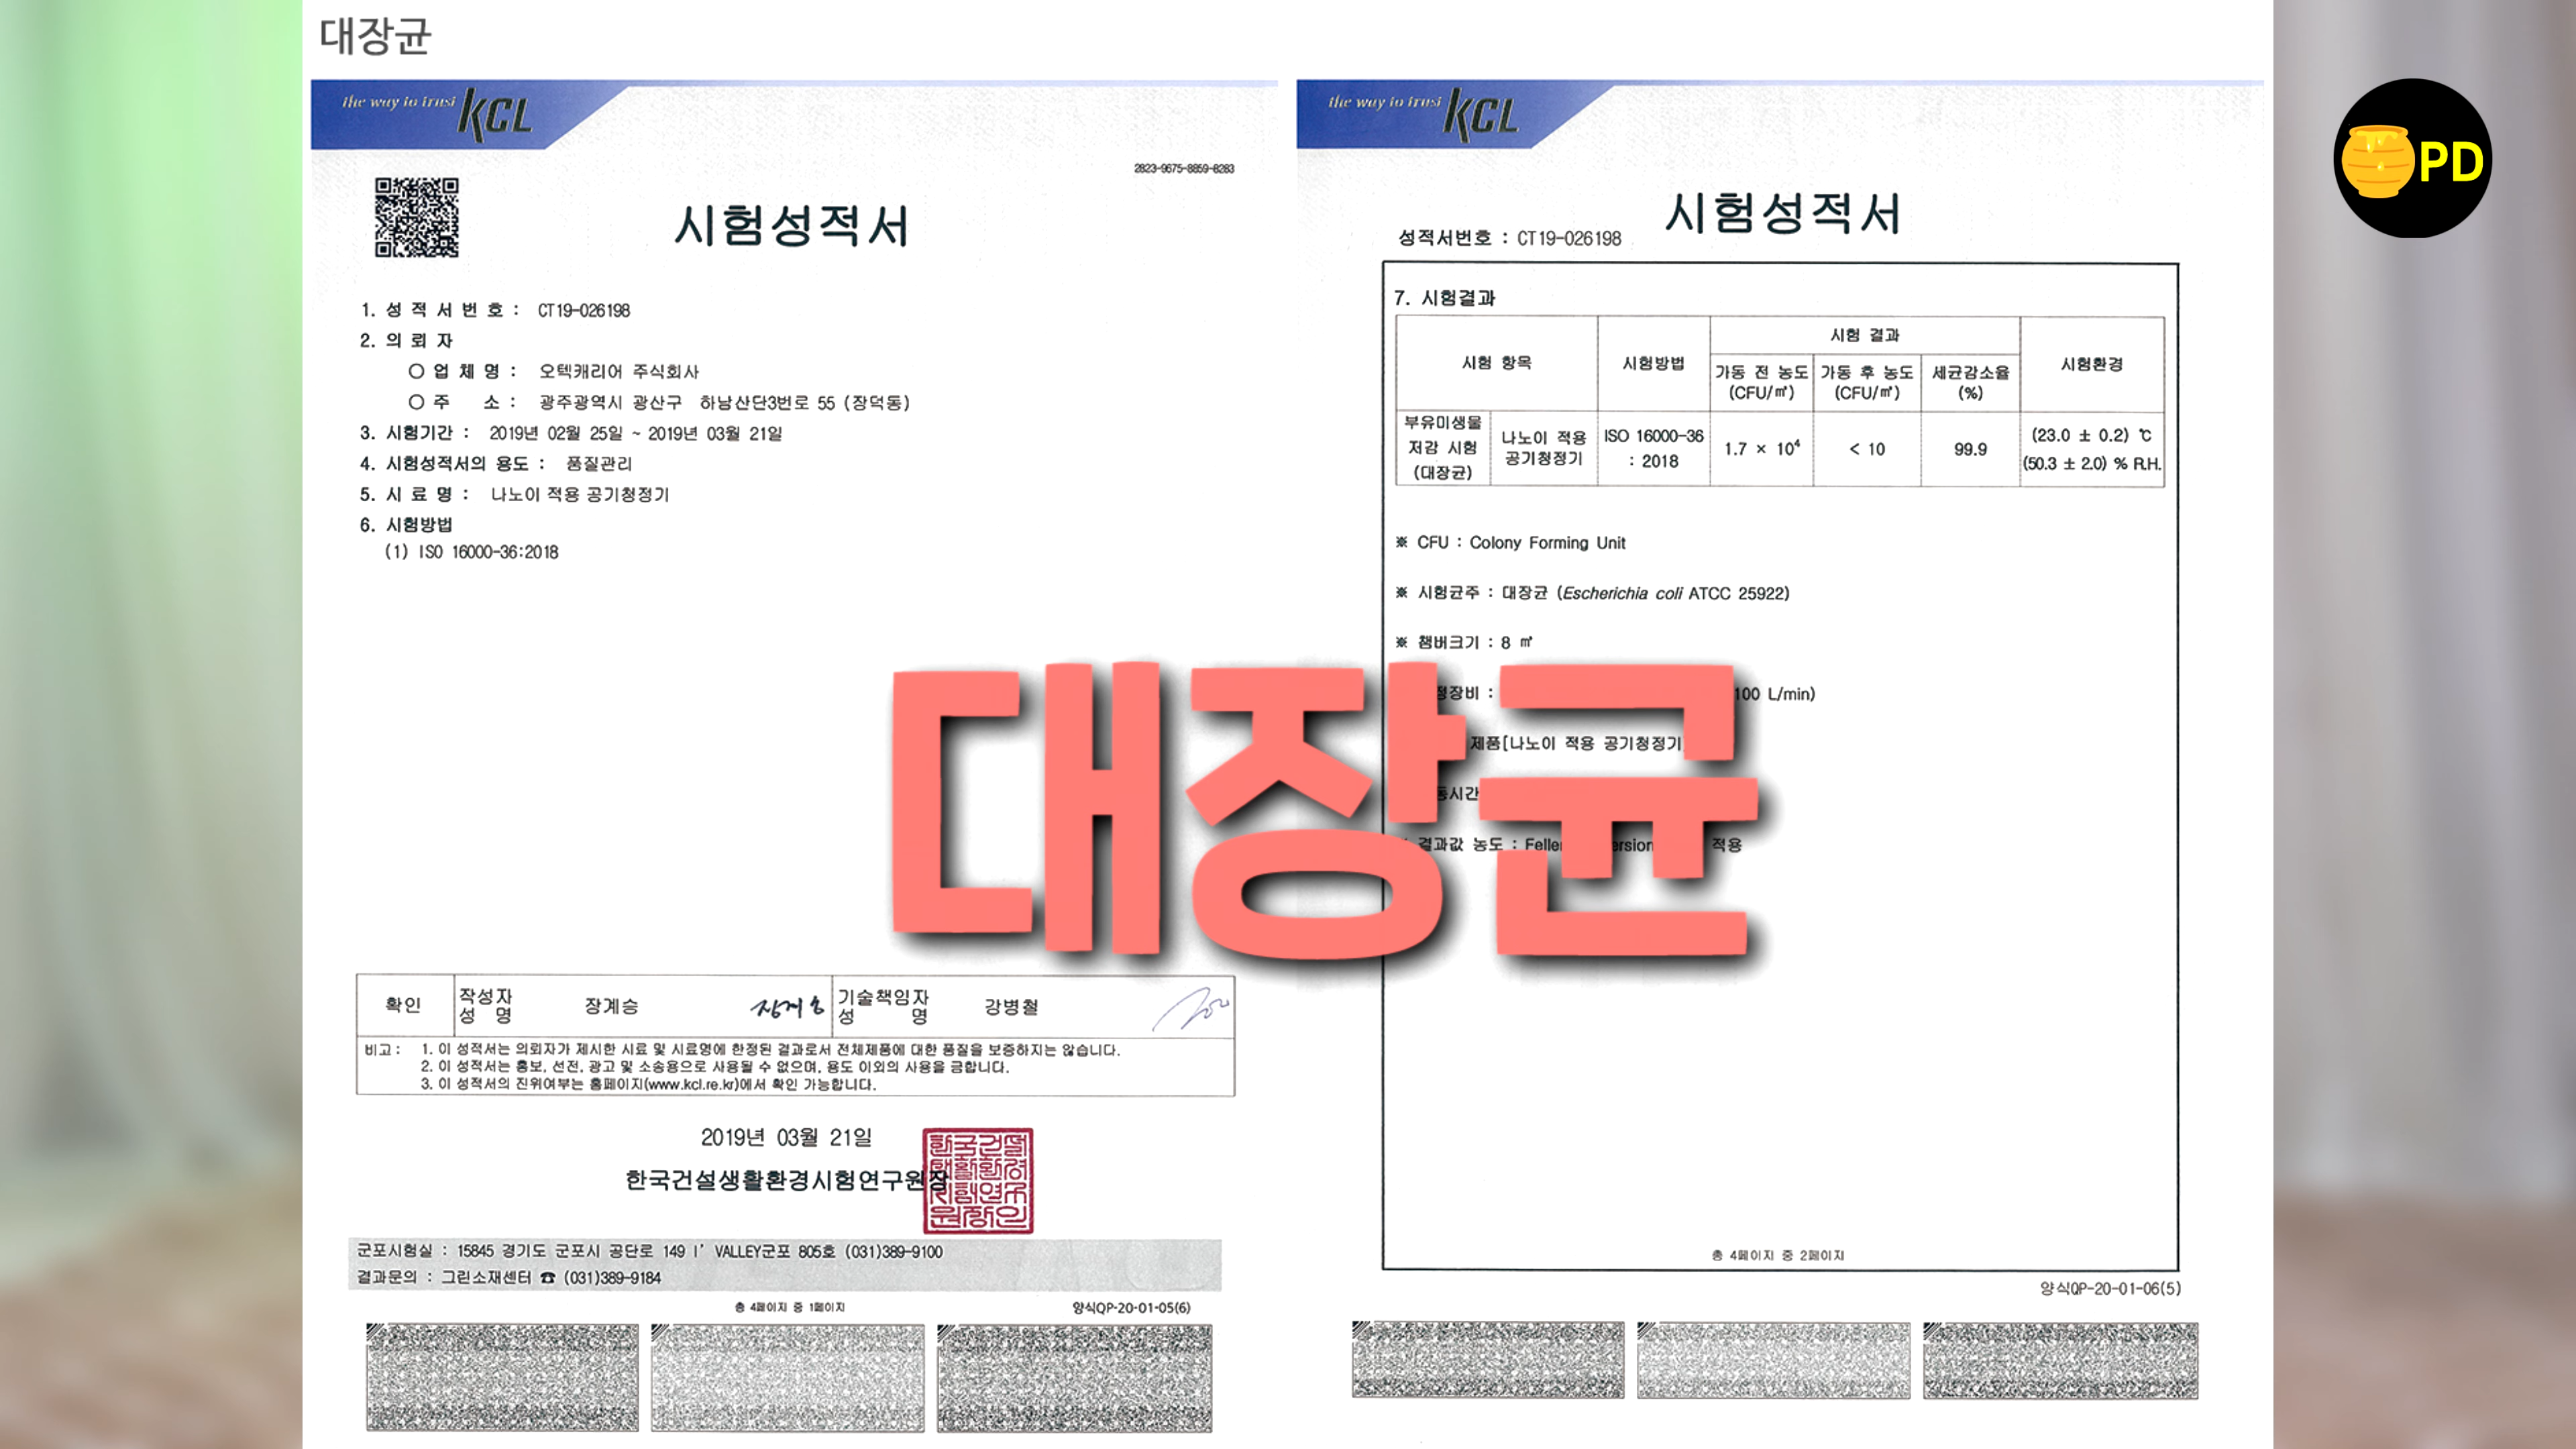 대장균
the way to trust KCL
2823-9675-8859-8283
시험성적서
1. 성 적 서 번 호 : CT19-026198
2. 의 뢰 자
○ 업 체 명 : 오텍캐리어 주식회사
○ 주 소 : 광주광역시 광산구 하남산단3번로 55 (장덕동)
3. 시험기간 : 2019년 02월 25일 ~ 2019년 03월 21일
4. 시험성적서의 용도 : 품질관리
5. 시 료 명 : 나노이 적용 공기청정기
6. 시험방법
(1) ISO 16000-36:2018
확인 작성자 성 명 장계승 장계승 기술책임자 성 명 강병철
비고 : 1. 이 성적서는 의뢰자가 제시한 시료 및 시료명에 한정된 결과로서 전체제품에 대한 품질을 보증하지는 않습니다.
2. 이 성적서는 홍보, 선전, 광고 및 소송용으로 사용될 수 없으며, 용도 이외의 사용을 금합니다.
3. 이 성적서의 진위여부는 홈페이지(www.kcl.re.kr)에서 확인 가능합니다.
2019년 03월 21일
한국건설생활환경시험연구원장
군포시험실 : 15845 경기도 군포시 공단로 149 I' VALLEY군포 805호 (031)389-9100
결과문의 : 그린소재센터 ☎ (031)389-9184
총 4페이지 중 1페이지
양식QP-20-01-05(6)
the way to trust KCL
시험성적서
성적서번호 : CT19-026198
7. 시험결과
시험 항목 시험방법 시험 결과 시험환경
가동 전 농도 (CFU/㎥) 가동 후 농도 (CFU/㎥) 세균감소율 (%)
부유미생물 저감 시험 (대장균) 나노이 적용 공기청정기 ISO 16000-36 : 2018 1.7 × 10⁴ < 10 99.9 (23.0 ± 0.2) ℃ (50.3 ± 2.0) % R.H.
※ CFU : Colony Forming Unit
※ 시험균주 : 대장균 (Escherichia coli ATCC 25922)
※ 챔버크기 : 8 ㎥
정장비 : 100 L/min)
제품[나노이 적용 공기청정기
동시간
결과값 농도 : Feller ersion 적용
대장균
총 4페이지 중 2페이지
양식QP-20-01-06(5)
PD